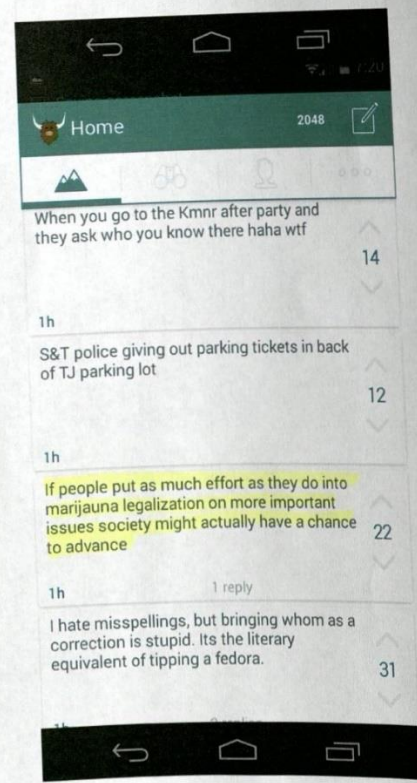 7:20
Home
2048
When you go to the Kmnr after party and
they ask who you know there haha wtf
14
1h
S&T police giving out parking tickets in back
of TJ parking lot
12
1h
If people put as much effort as they do into
marijauna legalization on more important
issues society might actually have a chance
to advance
22
1h
1 reply
I hate misspellings, but bringing whom as a
correction is stupid. Its the literary
equivalent of tipping a fedora.
31